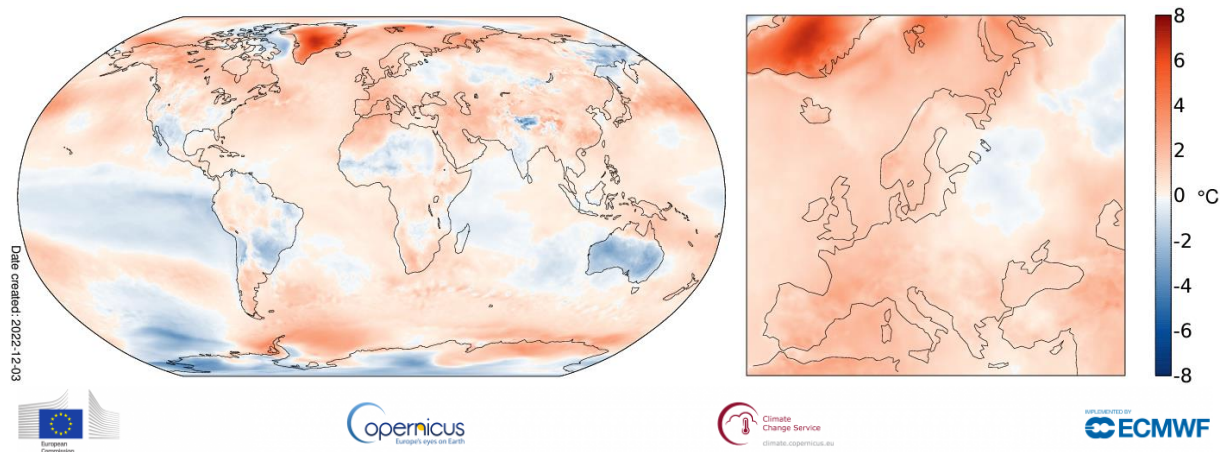 8
6
4
2
0
-2
-4
-6
-8
°C
Date created: 2022-12-03
European
Commission
opernicus
Europe's eyes on Earth
Climate
Change Service
climate.copernicus.eu
IMPLEMENTED BY
ECMWF